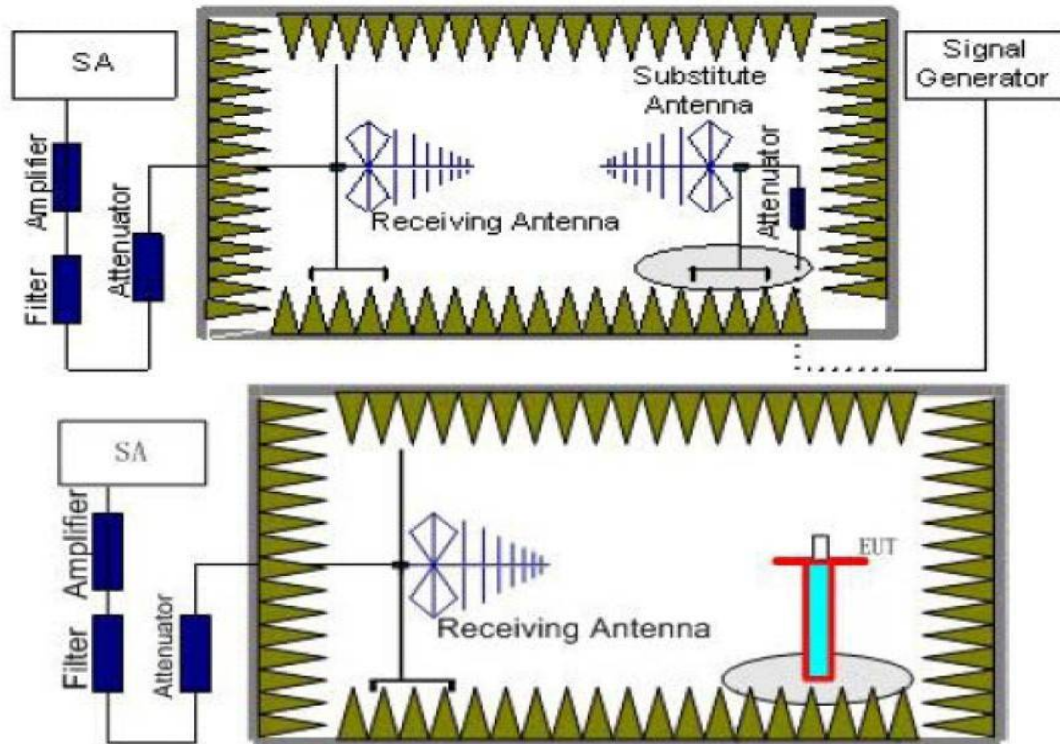 SA
Signal
Generator
Substitute
Antenna
Amplifier
Filter
Attenuator
Receiving Antenna
Attenuator
SA
Amplifier
Filter
Attenuator
EUT
Receiving Antenna